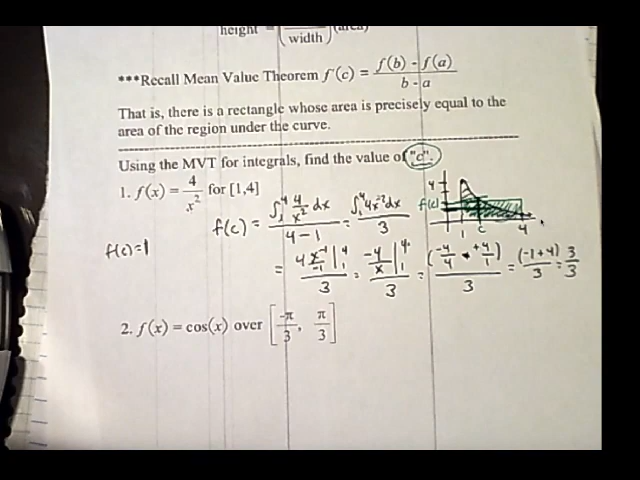 height = (1/width)(area)
***Recall Mean Value Theorem f'(c) = (f(b) - f(a))/(b - a)
That is, there is a rectangle whose area is precisely equal to the
area of the region under the curve.
Using the MVT for integrals, find the value of "c".
1. f(x) = 4/x² for [1,4]
f(c) = (∫₁⁴ 4/x² dx)/(4-1) = (∫₁⁴ 4x⁻² dx)/3
4
f(c)
1 c 4
f(c)=1
= (4x⁻¹/-1 |₁⁴)/3 = (-4/x |₁⁴)/3 = (-4/4 + +4/1)/3 = (-1+4)/3 = 3/3
2. f(x) = cos(x) over [-π/3, π/3]